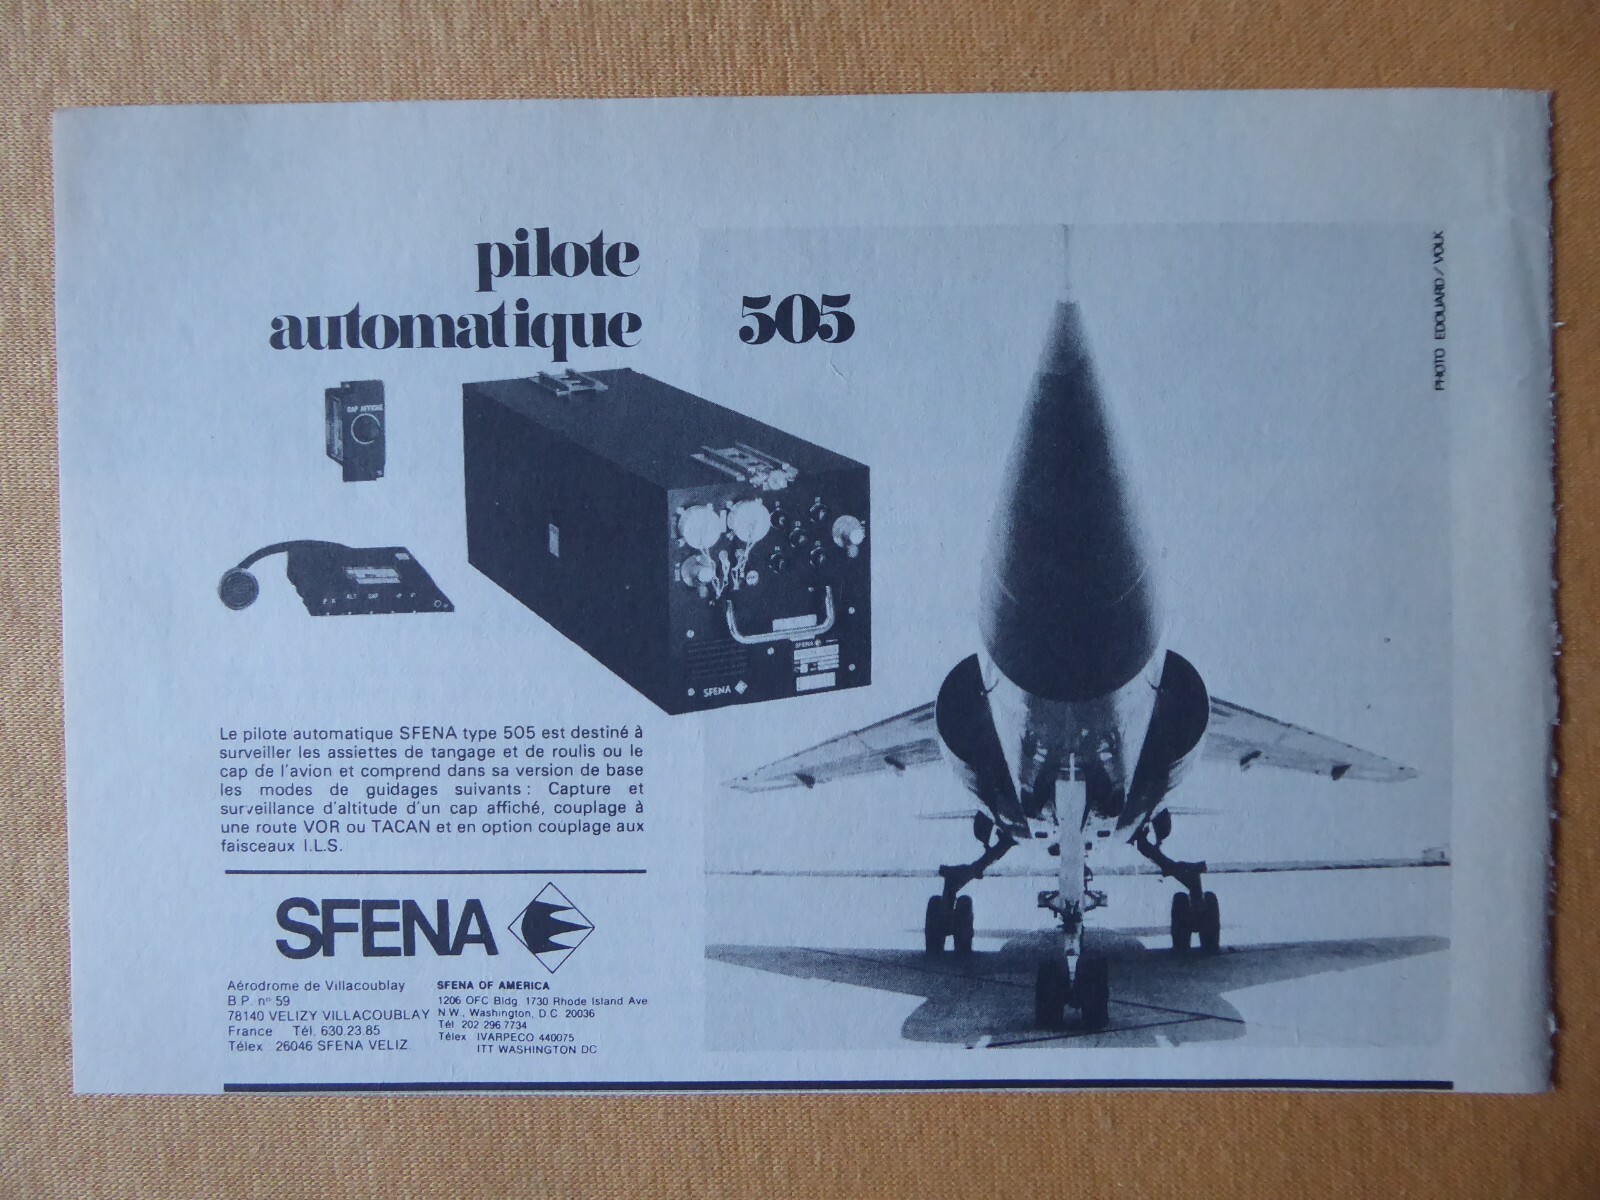 pilote
automatique 505
PHOTO EDOUARD / VOLK
CAP AFFICHE
ALT CAP
SFENA
SFENA
Le pilote automatique SFENA type 505 est destiné à
surveiller les assiettes de tangage et de roulis ou le
cap de l'avion et comprend dans sa version de base
les modes de guidages suivants : Capture et
surveillance d'altitude d'un cap affiché, couplage à
une route VOR ou TACAN et en option couplage aux
faisceaux I.L.S.
SFENA
Aérodrome de Villacoublay
B.P. n° 59
78140 VELIZY VILLACOUBLAY
France Tél. 630.23.85
Télex 26046 SFENA VELIZ
SFENA OF AMERICA
1206 OFC Bldg 1730 Rhode Island Ave
N W, Washington, D.C. 20036
Tél 202 296 7734
Télex IVARPECO 440075
ITT WASHINGTON DC